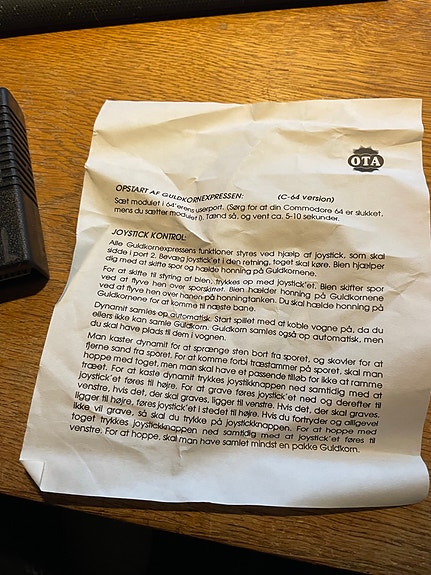 OTA
OPSTART AF GULDKORNEXPRESSEN: (C-64 version)
Sæt modulet i 64'erens userport. (Sørg for at din Commodore 64 er slukket,
mens du sætter modulet i). Tænd så, og vent ca. 5-10 sekunder.
JOYSTICK KONTROL:
Alle Guldkornexpressens funktioner styres ved hjælp af joystick, som skal
sidde i port 2. Bevæg joystick'et i den retning, toget skal køre. Bien hjælper
dig med at skifte spor og hælde honning på Guldkornene.
For at skifte til styring af bien, trykkes op med joystick'et. Bien skifter spor
ved at flyve hen over sporskiftet. Bien hælder honning på Guldkornene
ved at flyve hen over hanen på honningtanken. Du skal hælde honning på
Guldkornene for at komme til næste bane.
Dynamit samles op automatisk. Start spillet med at koble vogne på, da du
ellers ikke kan samle Guldkorn. Guldkorn samles også op automatisk, men
du skal have plads til dem i vognen.
Man kaster dynamit for at sprænge sten bort fra sporet, og skovler for at
fjerne sand fra sporet. For at komme forbi træstammer på sporet, skal man
hoppe med toget, men man skal have et passende tilløb for ikke at ramme
træet. For at kaste dynamit trykkes joystickknappen ned samtidig med at
joystick'et føres til højre. For at grave føres joystick'et ned og derefter til
venstre, hvis det, der skal graves, ligger til venstre. Hvis det, der skal graves,
ligger til højre, føres joystick'et i stedet til højre. Hvis du fortryder og alligevel
ikke vil grave, så skal du trykke på joystickknappen. For at hoppe med
toget trykkes joystickknappen ned samtidig med at joystick'et føres til
venstre. For at hoppe, skal man have samlet mindst en pakke Guldkorn.